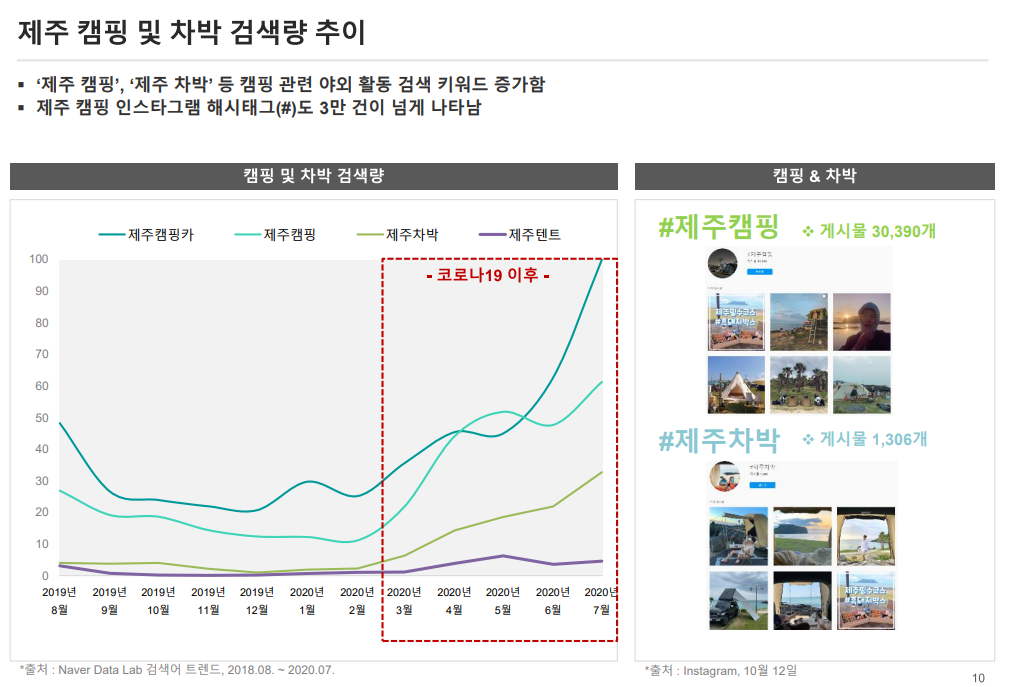 제주 캠핑 및 차박 검색량 추이
▪ ‘제주 캠핑’, ‘제주 차박’ 등 캠핑 관련 야외 활동 검색 키워드 증가함
▪ 제주 캠핑 인스타그램 해시태그(#)도 3만 건이 넘게 나타남
캠핑 및 차박 검색량
제주캠핑카 제주캠핑 제주차박 제주텐트
- 코로나19 이후 -
100
90
80
70
60
50
40
30
20
10
0
2019년 8월
2019년 9월
2019년 10월
2019년 11월
2019년 12월
2020년 1월
2020년 2월
2020년 3월
2020년 4월
2020년 5월
2020년 6월
2020년 7월
*출처 : Naver Data Lab 검색어 트렌드, 2018.08. ~ 2020.07.
캠핑 & 차박
#제주캠핑 ❖ 게시물 30,390개
#제주캠핑
#제주차박 ❖ 게시물 1,306개
#제주차박
*출처 : Instagram, 10월 12일
10